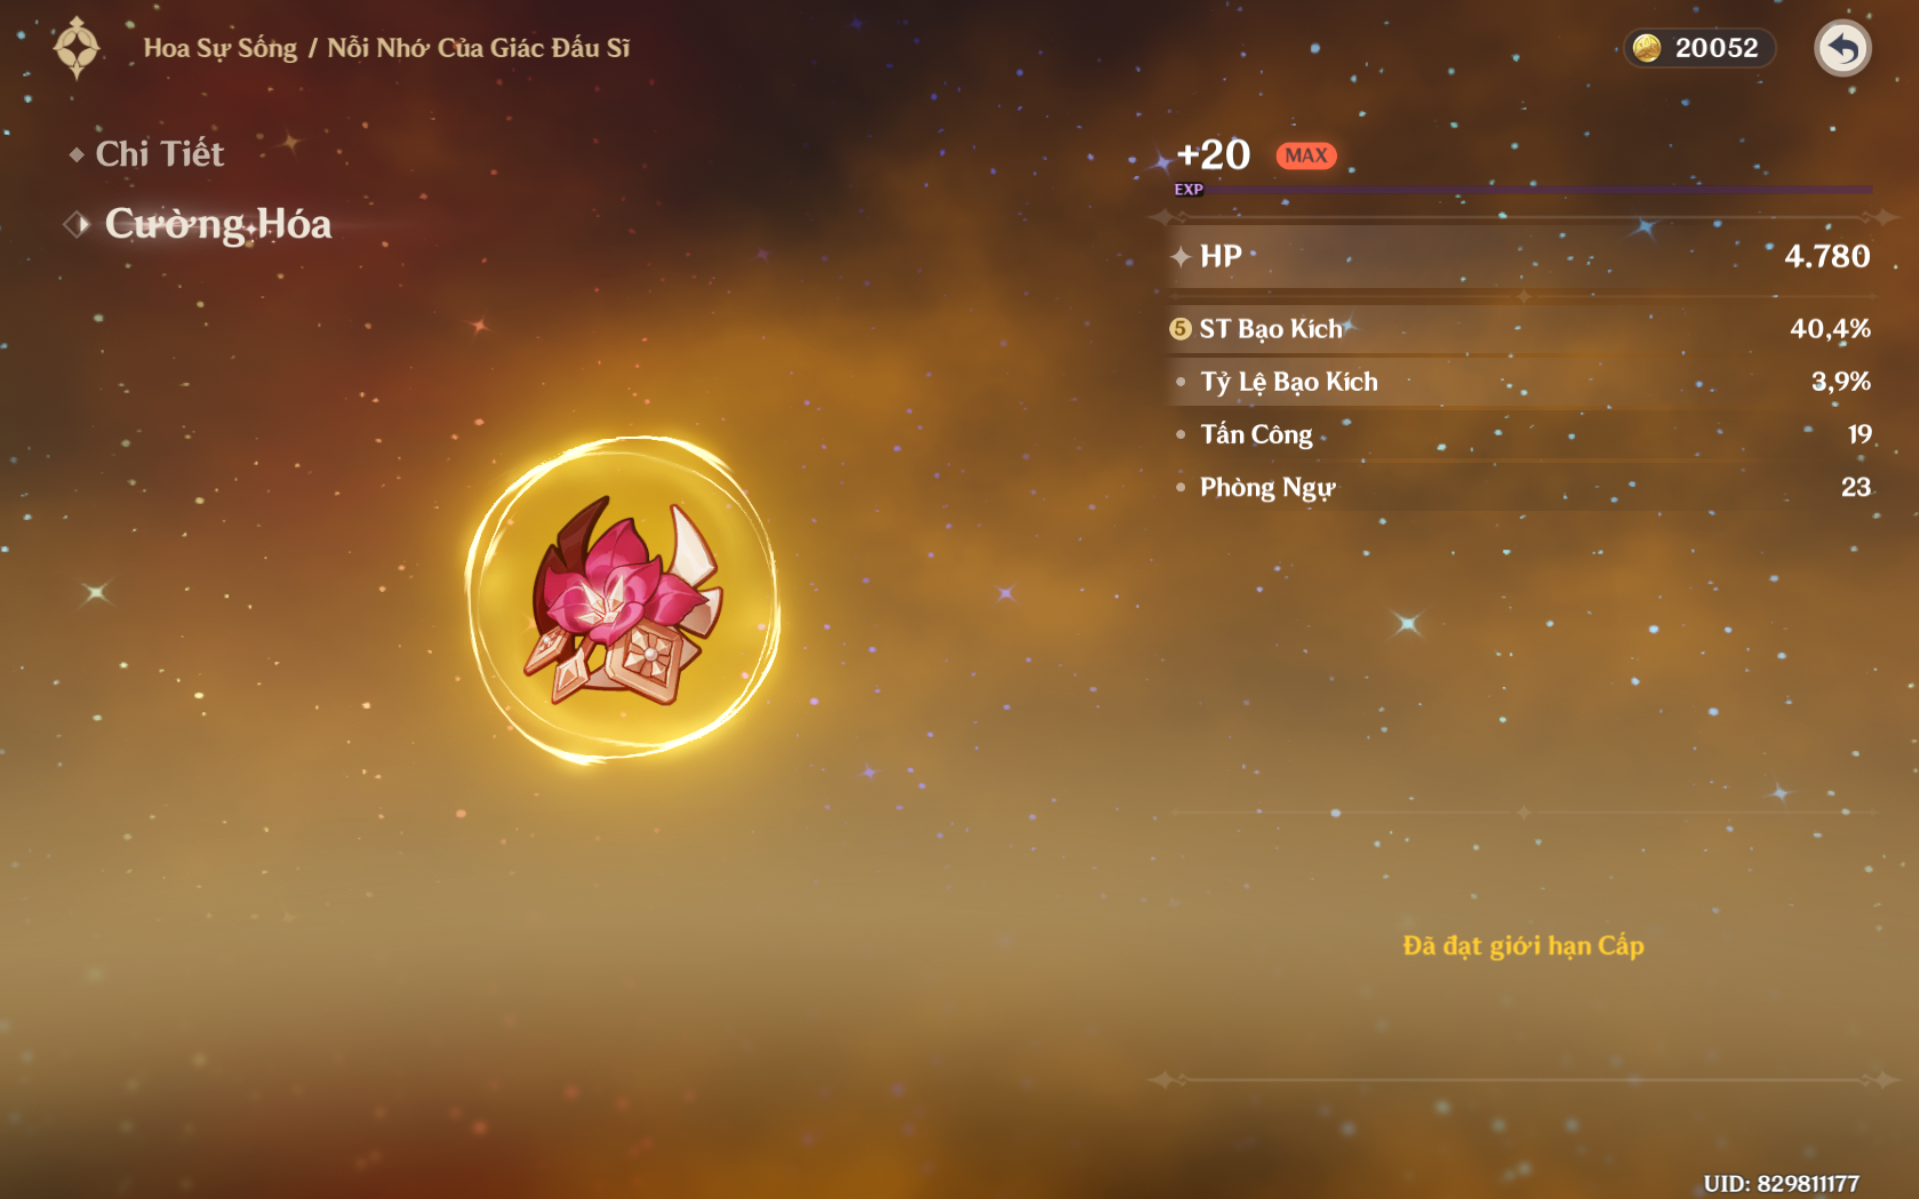 Hoa Sự Sống / Nỗi Nhớ Của Giác Đấu Sĩ
20052
Chi Tiết
Cường Hóa
+20 MAX
EXP
HP 4.780
5 ST Bạo Kích 40,4%
Tỷ Lệ Bạo Kích 3,9%
Tấn Công 19
Phòng Ngự 23
Đã đạt giới hạn Cấp
UID: 829811177